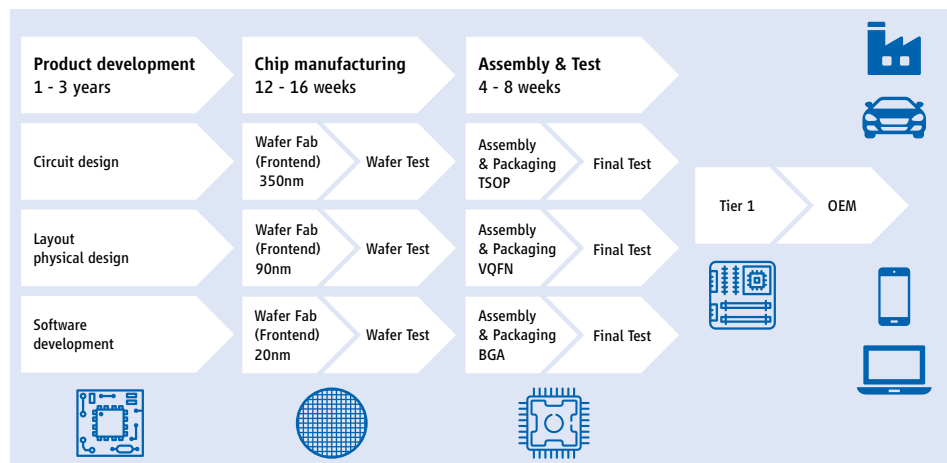 Product development
1 - 3 years
Chip manufacturing
12 - 16 weeks
Assembly & Test
4 - 8 weeks
Circuit design
Wafer Fab
(Frontend)
350nm
Wafer Test
Assembly
& Packaging
TSOP
Final Test
Layout
physical design
Wafer Fab
(Frontend)
90nm
Wafer Test
Assembly
& Packaging
VQFN
Final Test
Software
development
Wafer Fab
(Frontend)
20nm
Wafer Test
Assembly
& Packaging
BGA
Final Test
Tier 1
OEM